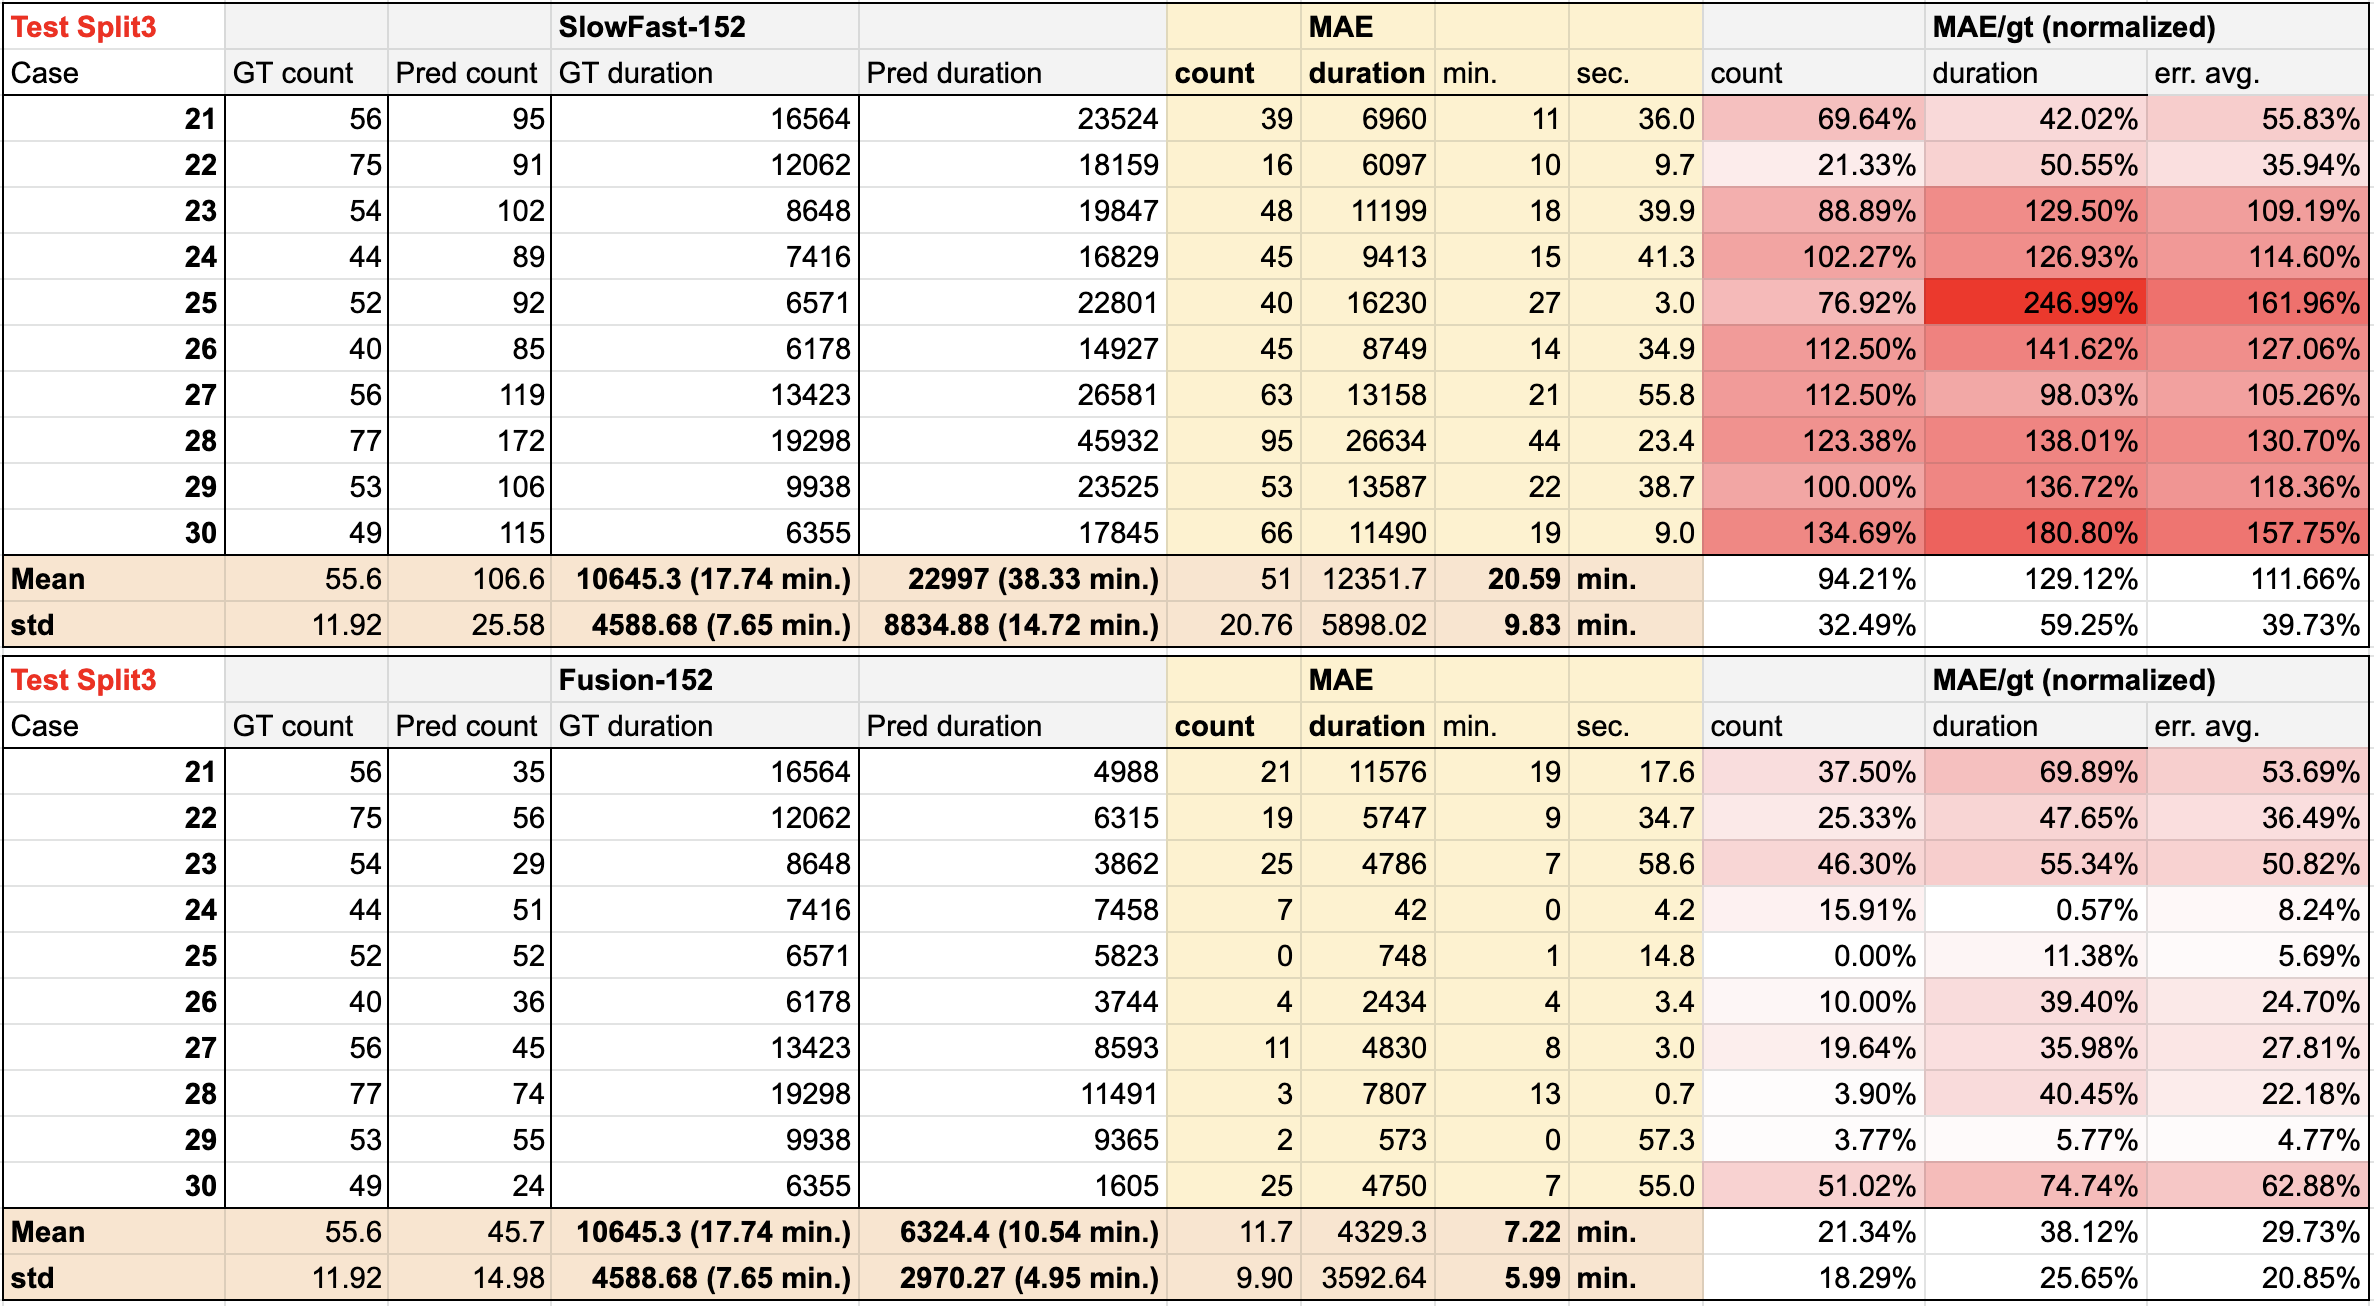 Test Split3 SlowFast-152 MAE MAE/gt (normalized)
Case GT count Pred count GT duration Pred duration count duration min. sec. count duration err. avg.
21 56 95 16564 23524 39 6960 11 36.0 69.64% 42.02% 55.83%
22 75 91 12062 18159 16 6097 10 9.7 21.33% 50.55% 35.94%
23 54 102 8648 19847 48 11199 18 39.9 88.89% 129.50% 109.19%
24 44 89 7416 16829 45 9413 15 41.3 102.27% 126.93% 114.60%
25 52 92 6571 22801 40 16230 27 3.0 76.92% 246.99% 161.96%
26 40 85 6178 14927 45 8749 14 34.9 112.50% 141.62% 127.06%
27 56 119 13423 26581 63 13158 21 55.8 112.50% 98.03% 105.26%
28 77 172 19298 45932 95 26634 44 23.4 123.38% 138.01% 130.70%
29 53 106 9938 23525 53 13587 22 38.7 100.00% 136.72% 118.36%
30 49 115 6355 17845 66 11490 19 9.0 134.69% 180.80% 157.75%
Mean 55.6 106.6 10645.3 (17.74 min.) 22997 (38.33 min.) 51 12351.7 20.59 min. 94.21% 129.12% 111.66%
std 11.92 25.58 4588.68 (7.65 min.) 8834.88 (14.72 min.) 20.76 5898.02 9.83 min. 32.49% 59.25% 39.73%
Test Split3 Fusion-152 MAE MAE/gt (normalized)
Case GT count Pred count GT duration Pred duration count duration min. sec. count duration err. avg.
21 56 35 16564 4988 21 11576 19 17.6 37.50% 69.89% 53.69%
22 75 56 12062 6315 19 5747 9 34.7 25.33% 47.65% 36.49%
23 54 29 8648 3862 25 4786 7 58.6 46.30% 55.34% 50.82%
24 44 51 7416 7458 7 42 0 4.2 15.91% 0.57% 8.24%
25 52 52 6571 5823 0 748 1 14.8 0.00% 11.38% 5.69%
26 40 36 6178 3744 4 2434 4 3.4 10.00% 39.40% 24.70%
27 56 45 13423 8593 11 4830 8 3.0 19.64% 35.98% 27.81%
28 77 74 19298 11491 3 7807 13 0.7 3.90% 40.45% 22.18%
29 53 55 9938 9365 2 573 0 57.3 3.77% 5.77% 4.77%
30 49 24 6355 1605 25 4750 7 55.0 51.02% 74.74% 62.88%
Mean 55.6 45.7 10645.3 (17.74 min.) 6324.4 (10.54 min.) 11.7 4329.3 7.22 min. 21.34% 38.12% 29.73%
std 11.92 14.98 4588.68 (7.65 min.) 2970.27 (4.95 min.) 9.90 3592.64 5.99 min. 18.29% 25.65% 20.85%